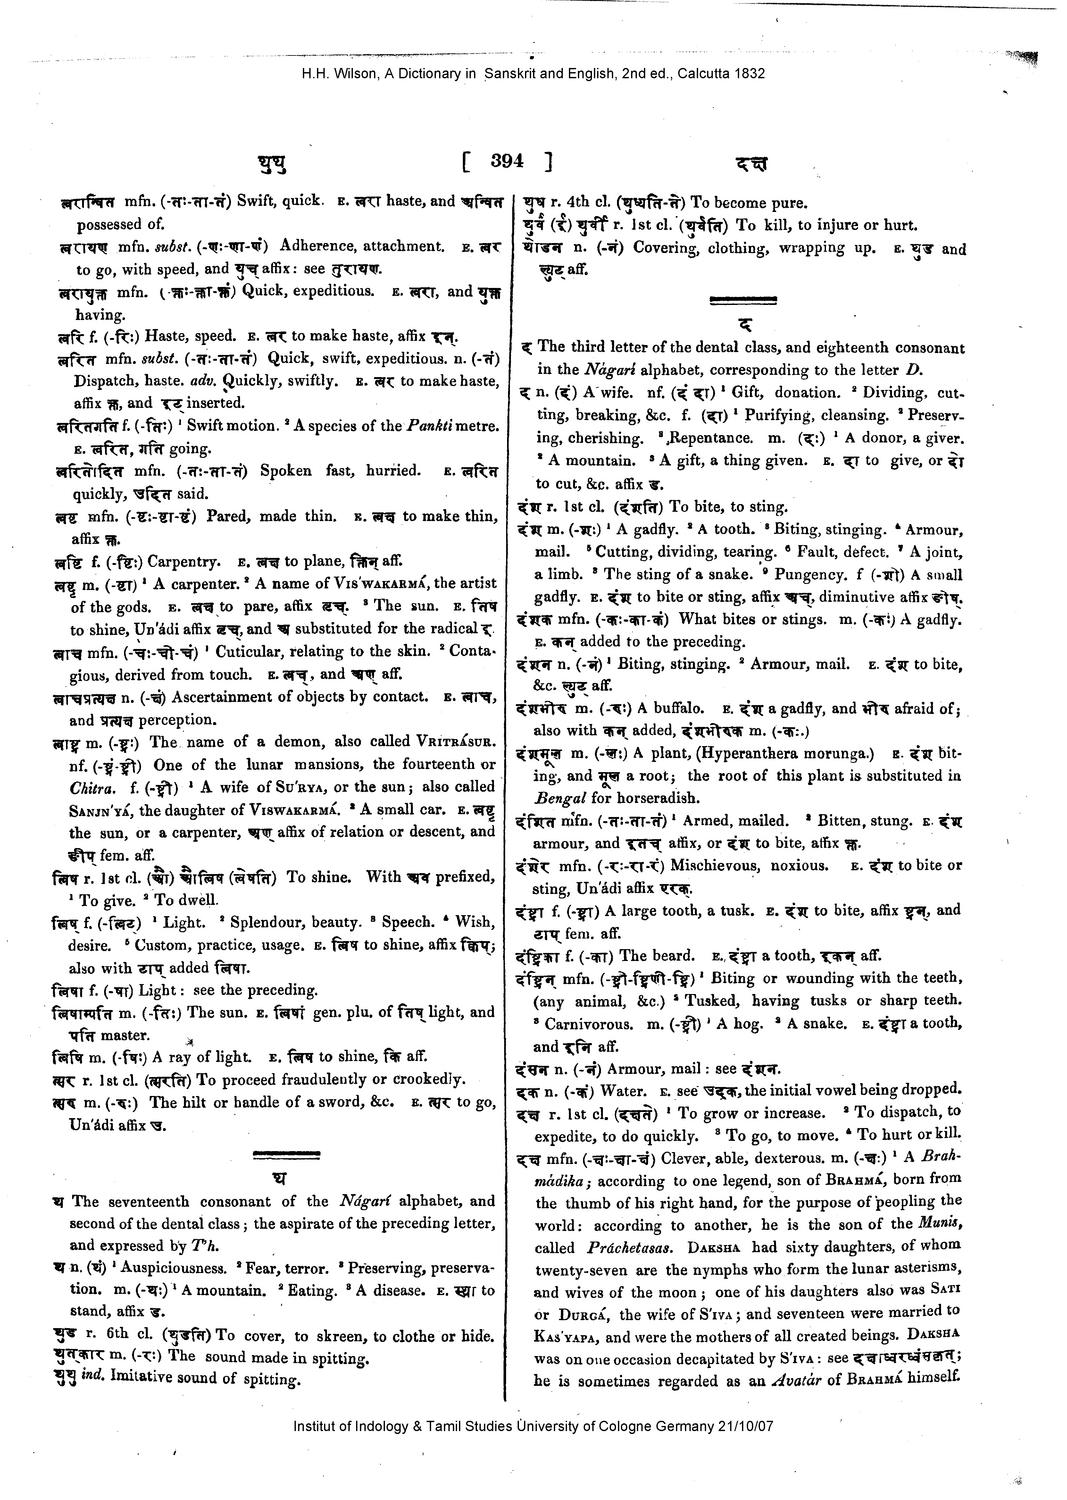 H.H. Wilson, A Dictionary in Sanskrit and English, 2nd ed., Calcutta 1832
थुथु [ 394 ] दक्ष
त्वरान्वित mfn. (-तः-ता-तं) Swift, quick. E. त्वरा haste, and अन्वित
possessed of.
त्वरायण mfn. subst. (-णः-णा-णं) Adherence, attachment. E. त्वर
to go, with speed, and युच् affix: see तुरायण.
त्वरायुक्त mfn. (-क्तः-क्ता-क्तं) Quick, expeditious. E. त्वरा, and युक्त
having.
त्वरि f. (-रिः) Haste, speed. E. त्वर to make haste, affix इन्.
त्वरित mfn. subst. (-तः-ता-तं) Quick, swift, expeditious. n. (-तं)
Dispatch, haste. adv. Quickly, swiftly. E. त्वर to make haste,
affix क्त, and इट् inserted.
त्वरितगति f. (-तिः) ¹ Swift motion. ² A species of the Pankti metre.
E. त्वरित, गति going.
त्वरितोदित mfn. (-तः-ता-तं) Spoken fast, hurried. E. त्वरित
quickly, उदित said.
त्वष्ट mfn. (-ष्टः-ष्टा-ष्टं) Pared, made thin. E. त्वक्ष to make thin,
affix क्त.
त्वष्टि f. (-ष्टिः) Carpentry. E. त्वक्ष to plane, क्तिन् aff.
त्वष्टृ m. (-ष्टा) ¹ A carpenter. ² A name of VIS'WAKARMÁ, the artist
of the gods. E. त्वक्ष to pare, affix तृच्. ³ The sun. E. त्विष
to shine, Un'ádi affix तृच्, and अ substituted for the radical इ.
त्वाच mfn. (-चः-ची-चं) ¹ Cuticular, relating to the skin. ² Conta-
gious, derived from touch. E. त्वच्, and अण् aff.
त्वाचप्रत्यक्ष n. (-क्षं) Ascertainment of objects by contact. E. त्वाच,
and प्रत्यक्ष perception.
त्वाष्ट्र m. (-ष्ट्रः) The name of a demon, also called VRITRÁSUR.
nf. (-ष्ट्रं-ष्ट्री) One of the lunar mansions, the fourteenth or
Chitra. f. (-ष्ट्री) ¹ A wife of SU'RYA, or the sun; also called
SANJN'YÁ, the daughter of VISWAKARMÁ. ² A small car. E. त्वष्टृ
the sun, or a carpenter, अण् affix of relation or descent, and
ङीप् fem. aff.
त्विष r. 1st cl. (औ) औत्विष (त्वेषति) To shine. With अव prefixed,
¹ To give. ² To dwell.
त्विष् f. (-त्विट्) ¹ Light. ² Splendour, beauty. ³ Speech. ⁴ Wish,
desire. ⁵ Custom, practice, usage. E. त्विष to shine, affix क्विप्;
also with टाप् added त्विषा.
त्विषा f. (-षा) Light: see the preceding.
त्विषाम्पति m. (-तिः) The sun. E. त्विषां gen. plu. of त्विष् light, and
पति master.
त्विषि m. (-षिः) A ray of light. E. त्विष to shine, कि aff.
त्सर r. 1st cl. (त्सरति) To proceed fraudulently or crookedly.
त्सरु m. (-रुः) The hilt or handle of a sword, &c. E. त्सर to go,
Un'ádi affix उ.
थ
थ The seventeenth consonant of the Nágarí alphabet, and
second of the dental class; the aspirate of the preceding letter,
and expressed by T'h.
थ n. (थं) ¹ Auspiciousness. ² Fear, terror. ³ Preserving, preserva-
tion. m. (-थः) ¹ A mountain. ² Eating. ³ A disease. E. स्था to
stand, affix ड.
थुड r. 6th cl. (थुडति) To cover, to skreen, to clothe or hide.
थुत्कार m. (-रः) The sound made in spitting.
थुथु ind. Imitative sound of spitting.
थुध r. 4th cl. (थुध्यति-ते) To become pure.
थुर्व (ई) थुर्वी r. 1st cl. (थुर्वति) To kill, to injure or hurt.
थोडन n. (-नं) Covering, clothing, wrapping up. E. थुड and
ल्युट् aff.
द
द The third letter of the dental class, and eighteenth consonant
in the Nágarí alphabet, corresponding to the letter D.
द n. (दं) A wife. nf. (दं दा) ¹ Gift, donation. ² Dividing, cut-
ting, breaking, &c. f. (दा) ¹ Purifying, cleansing. ² Preserv-
ing, cherishing. ³ Repentance. m. (दः) ¹ A donor, a giver.
² A mountain. ³ A gift, a thing given. E. दा to give, or दो
to cut, &c. affix ड.
दंश r. 1st cl. (दंशति) To bite, to sting.
दंश m. (-शः) ¹ A gadfly. ² A tooth. ³ Biting, stinging. ⁴ Armour,
mail. ⁵ Cutting, dividing, tearing. ⁶ Fault, defect. ⁷ A joint,
a limb. ⁸ The sting of a snake. ⁹ Pungency. f (-शी) A small
gadfly. E. दंश to bite or sting, affix अच्, diminutive affix ङीष्.
दंशक mfn. (-कः-का-कं) What bites or stings. m. (-कः) A gadfly.
E. कन् added to the preceding.
दंशन n. (-नं) ¹ Biting, stinging. ² Armour, mail. E. दंश to bite,
&c. ल्युट् aff.
दंशभीरु m. (-रुः) A buffalo. E. दंश a gadfly, and भीरु afraid of;
also with कन् added, दंशभीरुक m. (-कः.)
दंशमूल m. (-लः) A plant, (Hyperanthera morunga.) E. दंश bit-
ing, and मूल a root; the root of this plant is substituted in
Bengal for horseradish.
दंशित mfn. (-तः-ता-तं) ¹ Armed, mailed. ² Bitten, stung. E. दंश
armour, and इतच् affix, or दंश to bite, affix क्त.
दंशेर mfn. (-रः-रा-रं) Mischievous, noxious. E. दंश to bite or
sting, Un'ádi affix एरक्.
दंष्ट्रा f. (-ष्ट्रा) A large tooth, a tusk. E. दंश to bite, affix ष्ट्रन्, and
टाप् fem. aff.
दंष्ट्रिका f. (-का) The beard. E. दंष्ट्रा a tooth, इकन् aff.
दंष्ट्रिन् mfn. (-ष्ट्री-ष्ट्रिणी-ष्ट्रि) ¹ Biting or wounding with the teeth,
(any animal, &c.) ² Tusked, having tusks or sharp teeth.
³ Carnivorous. m. (-ष्ट्री) ¹ A hog. ² A snake. E. दंष्ट्रा a tooth,
and इनि aff.
दंसन n. (-नं) Armour, mail: see दंशन.
दक n. (-कं) Water. E. see उदक, the initial vowel being dropped.
दक्ष r. 1st cl. (दक्षते) ¹ To grow or increase. ² To dispatch, to
expedite, to do quickly. ³ To go, to move. ⁴ To hurt or kill.
दक्ष mfn. (-क्षः-क्षा-क्षं) Clever, able, dexterous. m. (-क्षः) ¹ A Brah-
mádika; according to one legend, son of BRAHMÁ, born from
the thumb of his right hand, for the purpose of peopling the
world: according to another, he is the son of the Munis,
called Práchetasas. DAKSHA had sixty daughters, of whom
twenty-seven are the nymphs who form the lunar asterisms,
and wives of the moon; one of his daughters also was SATI
or DURGÁ, the wife of S'IVA; and seventeen were married to
KAS'YAPA, and were the mothers of all created beings. DAKSHA
was on one occasion decapitated by S'IVA: see दक्षाध्वरध्वंसकृत्;
he is sometimes regarded as an Avatár of BRAHMÁ himself.
Institut of Indology & Tamil Studies University of Cologne Germany 21/10/07